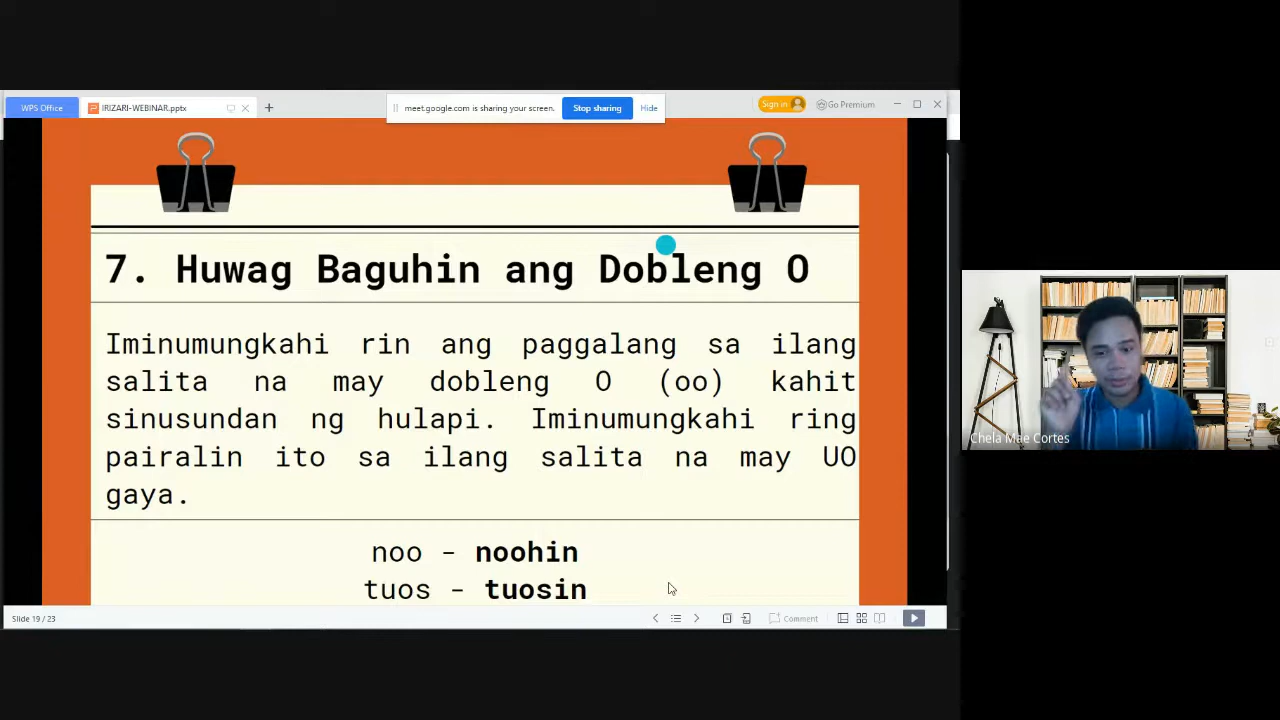 WPS Office
IRIZARI-WEBINAR.pptx
meet.google.com is sharing your screen.
Stop sharing
Hide
Sign in
Go Premium
7. Huwag Baguhin ang Dobleng O
Iminumungkahi rin ang paggalang sa ilang
salita na may dobleng O (oo) kahit
sinusundan ng hulapi. Iminumungkahi ring
pairalin ito sa ilang salita na may UO
gaya.
noo - noohin
tuos - tuosin
Slide 19 / 23
Comment
Chela Mae Cortes